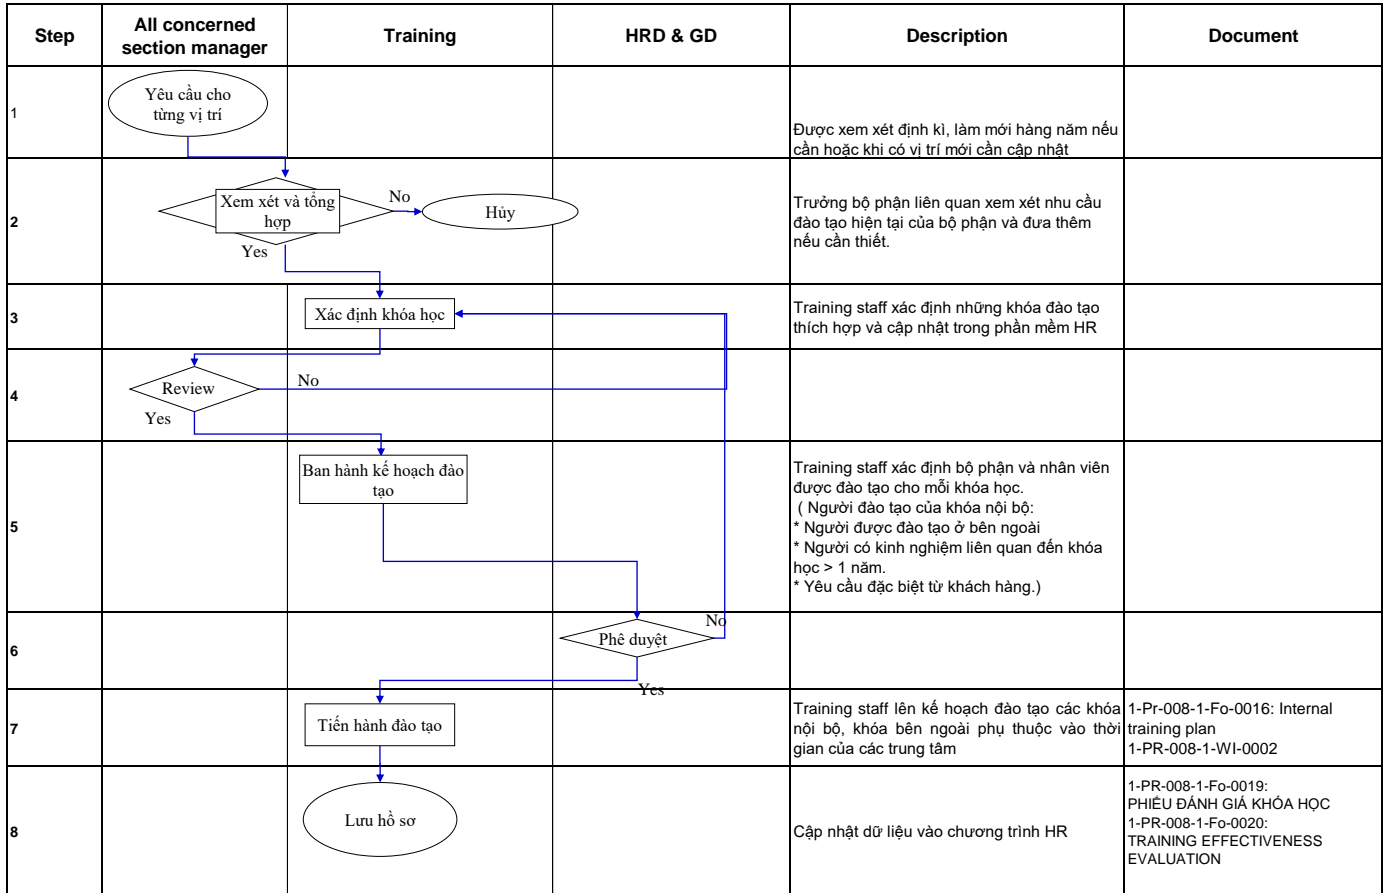 Step
All concerned
section manager
Training
HRD & GD
Description
Document
1
Yêu cầu cho
từng vị trí
Được xem xét định kì, làm mới hàng năm nếu
cần hoặc khi có vị trí mới cần cập nhật
2
Xem xét và tổng
hợp
No
Hủy
Yes
Trưởng bộ phận liên quan xem xét nhu cầu
đào tạo hiện tại của bộ phận và đưa thêm
nếu cần thiết.
3
Xác định khóa học
Training staff xác định những khóa đào tạo
thích hợp và cập nhật trong phần mềm HR
4
Review
No
Yes
5
Ban hành kế hoạch đào
tạo
Training staff xác định bộ phận và nhân viên
được đào tạo cho mỗi khóa học.
( Người đào tạo của khóa nội bộ:
* Người được đào tạo ở bên ngoài
* Người có kinh nghiệm liên quan đến khóa
học > 1 năm.
* Yêu cầu đặc biệt từ khách hàng.)
6
Phê duyệt
No
Yes
7
Tiến hành đào tạo
Training staff lên kế hoạch đào tạo các khóa
nội bộ, khóa bên ngoài phụ thuộc vào thời
gian của các trung tâm
1-Pr-008-1-Fo-0016: Internal
training plan
1-PR-008-1-WI-0002
8
Lưu hồ sơ
Cập nhật dữ liệu vào chương trình HR
1-PR-008-1-Fo-0019:
PHIẾU ĐÁNH GIÁ KHÓA HỌC
1-PR-008-1-Fo-0020:
TRAINING EFFECTIVENESS
EVALUATION